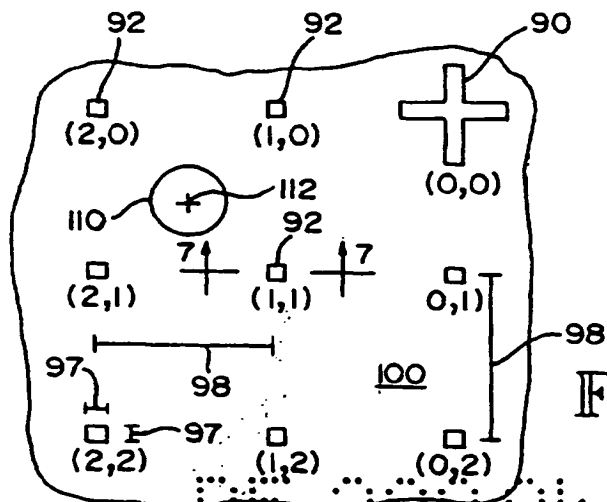 92 92 90
(2,0) (1,0) (0,0)
110 112
92
7 7
(2,1) (1,1) 0,1)
97 98 100 98
97
(2,2) (1,2) (0,2)
F